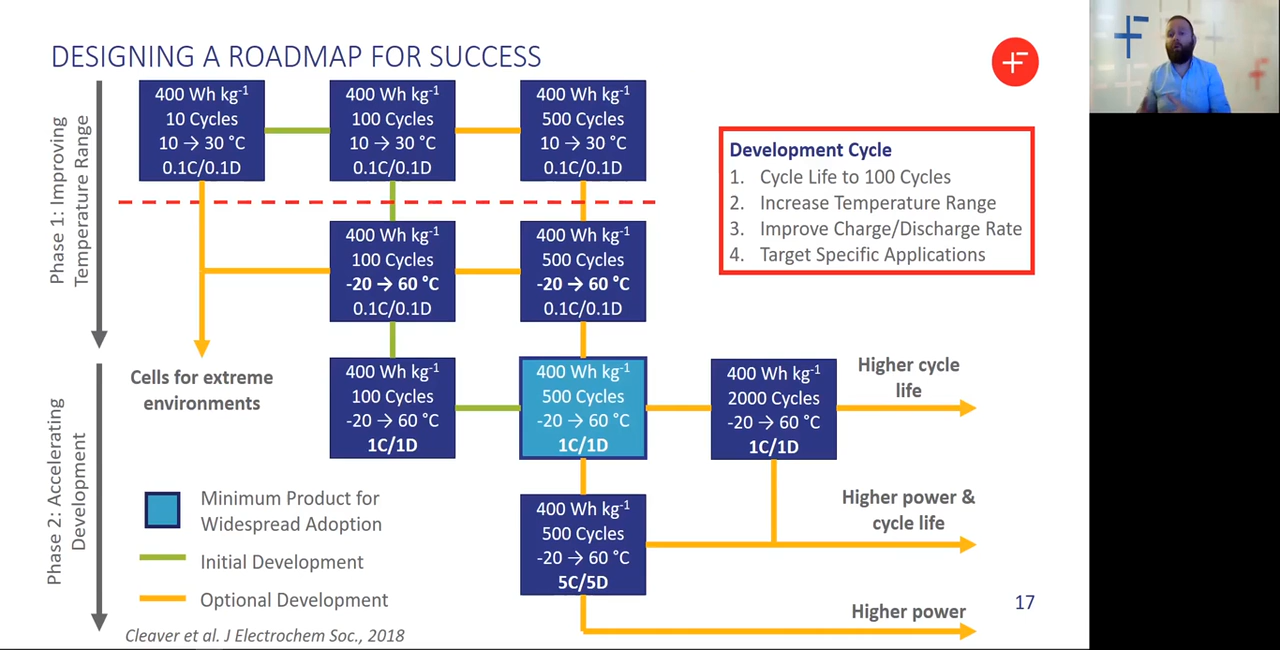 DESIGNING A ROADMAP FOR SUCCESS
Phase 1: Improving
Temperature Range
400 Wh kg⁻¹
10 Cycles
10 → 30 °C
0.1C/0.1D
400 Wh kg⁻¹
100 Cycles
10 → 30 °C
0.1C/0.1D
400 Wh kg⁻¹
500 Cycles
10 → 30 °C
0.1C/0.1D
Development Cycle
1. Cycle Life to 100 Cycles
2. Increase Temperature Range
3. Improve Charge/Discharge Rate
4. Target Specific Applications
400 Wh kg⁻¹
100 Cycles
-20 → 60 °C
0.1C/0.1D
400 Wh kg⁻¹
500 Cycles
-20 → 60 °C
0.1C/0.1D
Phase 2: Accelerating
Development
Cells for extreme
environments
400 Wh kg⁻¹
100 Cycles
-20 → 60 °C
1C/1D
400 Wh kg⁻¹
500 Cycles
-20 → 60 °C
1C/1D
400 Wh kg⁻¹
2000 Cycles
-20 → 60 °C
1C/1D
Higher cycle
life
400 Wh kg⁻¹
500 Cycles
-20 → 60 °C
5C/5D
Higher power &
cycle life
Higher power
Minimum Product for
Widespread Adoption
Initial Development
Optional Development
Cleaver et al. J Electrochem Soc., 2018
17